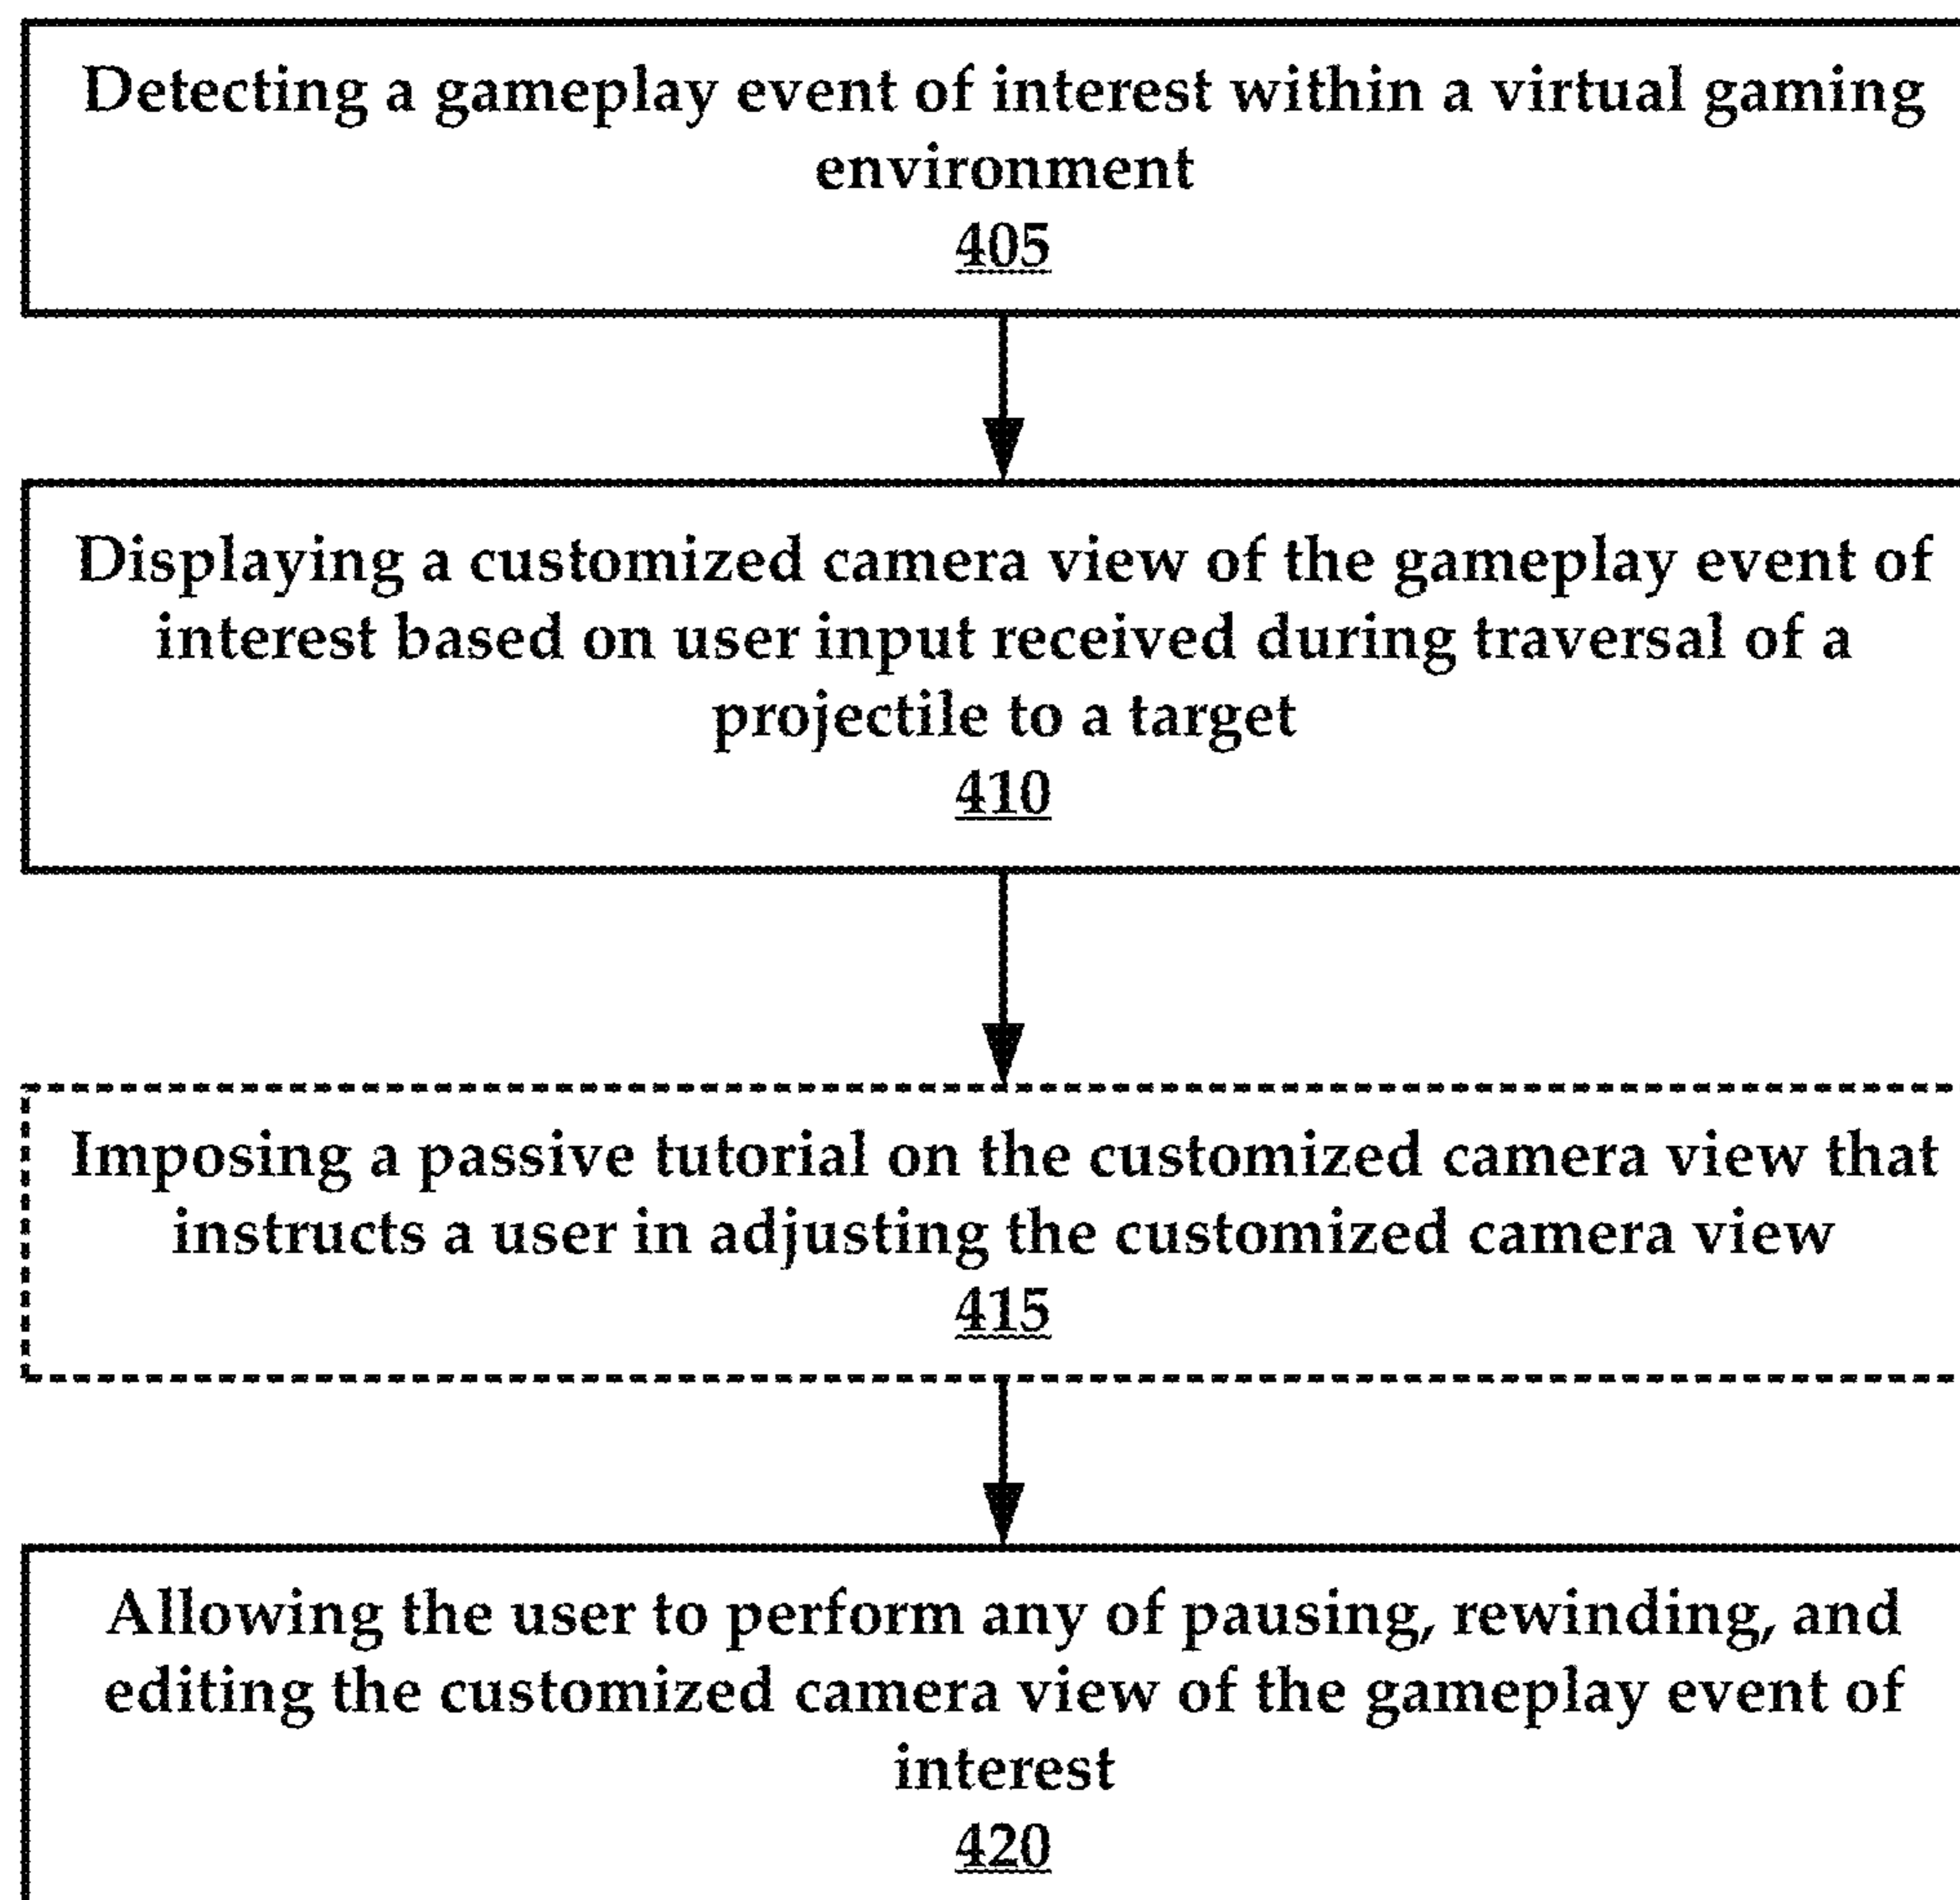 Detecting a gameplay event of interest within a virtual gaming
environment
405
Displaying a customized camera view of the gameplay event of
interest based on user input received during traversal of a
projectile to a target
410
Imposing a passive tutorial on the customized camera view that
instructs a user in adjusting the customized camera view
415
Allowing the user to perform any of pausing, rewinding, and
editing the customized camera view of the gameplay event of
interest
420